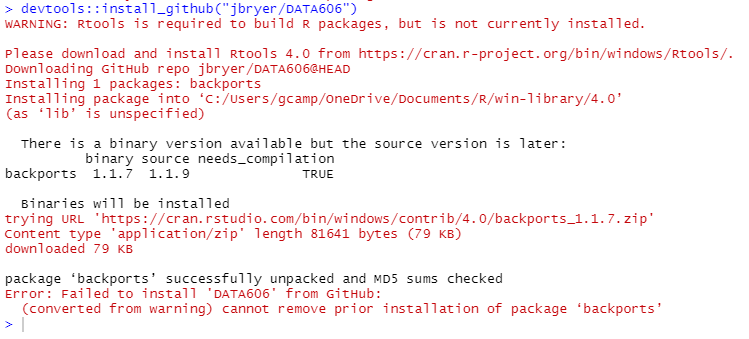 > devtools::install_github("jbryer/DATA606")
WARNING: Rtools is required to build R packages, but is not currently installed.
Please download and install Rtools 4.0 from https://cran.r-project.org/bin/windows/Rtools/.
Downloading GitHub repo jbryer/DATA606@HEAD
Installing 1 packages: backports
Installing package into ‘C:/Users/gcamp/OneDrive/Documents/R/win-library/4.0’
(as ‘lib’ is unspecified)
There is a binary version available but the source version is later:
binary source needs_compilation
backports 1.1.7 1.1.9 TRUE
Binaries will be installed
trying URL 'https://cran.rstudio.com/bin/windows/contrib/4.0/backports_1.1.7.zip'
Content type 'application/zip' length 81641 bytes (79 KB)
downloaded 79 KB
package ‘backports’ successfully unpacked and MD5 sums checked
Error: Failed to install 'DATA606' from GitHub:
(converted from warning) cannot remove prior installation of package ‘backports’
>